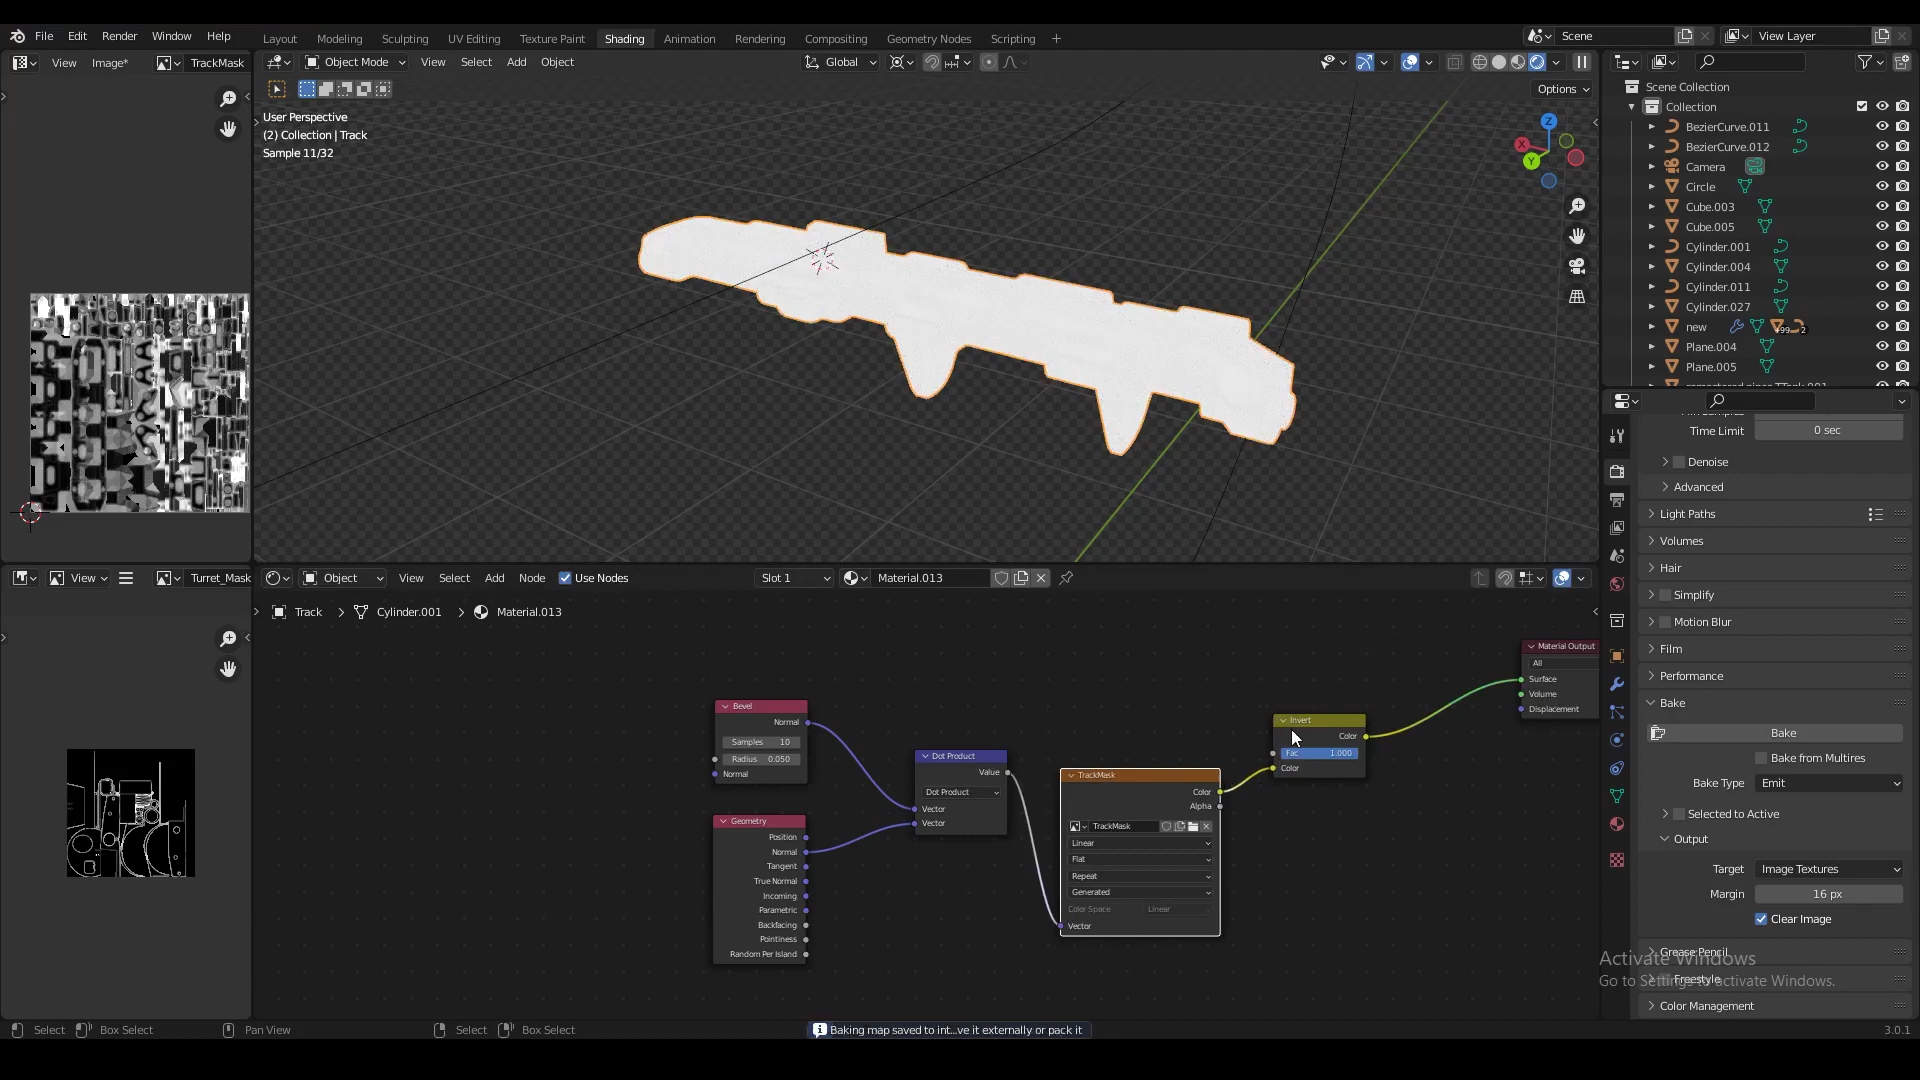 File Edit Render Window Help
Layout Modeling Sculpting UV Editing Texture Paint Shading Animation Rendering Compositing Geometry Nodes Scripting +
Scene
View Layer
View Image* TrackMask
Object Mode View Select Add Object
Global
Options
User Perspective
(2) Collection | Track
Sample 11/32
Z
X
Y
Scene Collection
Collection
BezierCurve.011
BezierCurve.012
Camera
Circle
Cube.003
Cube.005
Cylinder.001
Cylinder.004
Cylinder.011
Cylinder.027
new
+99 2
Plane.004
Plane.005
Time Limit 0 sec
Denoise
Advanced
Light Paths
Volumes
Hair
Simplify
Motion Blur
Film
Performance
Bake
Bake
Bake from Multires
Bake Type Emit
Selected to Active
Output
Target Image Textures
Margin 16 px
Clear Image
Grease Pencil
Freestyle
Color Management
Activate Windows
Go to Settings to activate Windows.
View Turret_Mask
Object View Select Add Node Use Nodes
Slot 1
Material.013
Track > Cylinder.001 > Material.013
Bevel
Normal
Samples 10
Radius 0.050
Normal
Geometry
Position
Normal
Tangent
True Normal
Incoming
Parametric
Backfacing
Pointiness
Random Per Island
Dot Product
Value
Dot Product
Vector
Vector
TrackMask
Color
Alpha
TrackMask
Linear
Flat
Repeat
Generated
Color Space Linear
Vector
Invert
Color
Fac 1.000
Color
Material Output
All
Surface
Volume
Displacement
Select Box Select Pan View Select Box Select
Baking map saved to int...ve it externally or pack it
3.0.1